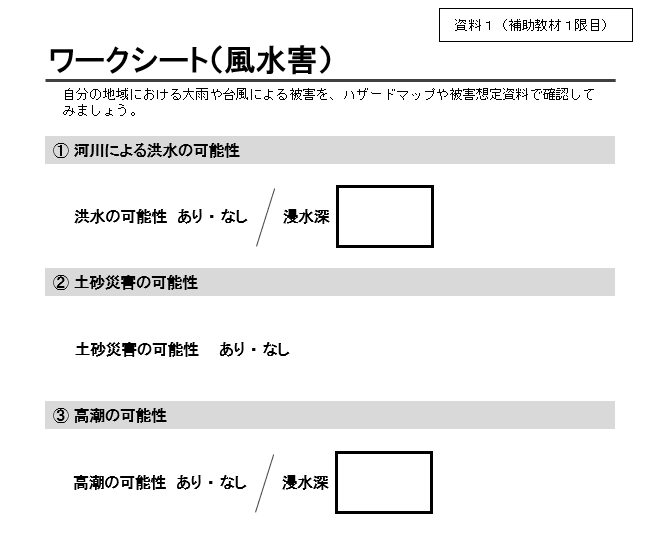 資料１（補助教材１限目）
ワークシート（風水害）
自分の地域における大雨や台風による被害を、ハザードマップや被害想定資料で確認して
みましょう。
① 河川による洪水の可能性
洪水の可能性 あり・なし 浸水深
② 土砂災害の可能性
土砂災害の可能性 あり・なし
③ 高潮の可能性
高潮の可能性 あり・なし 浸水深